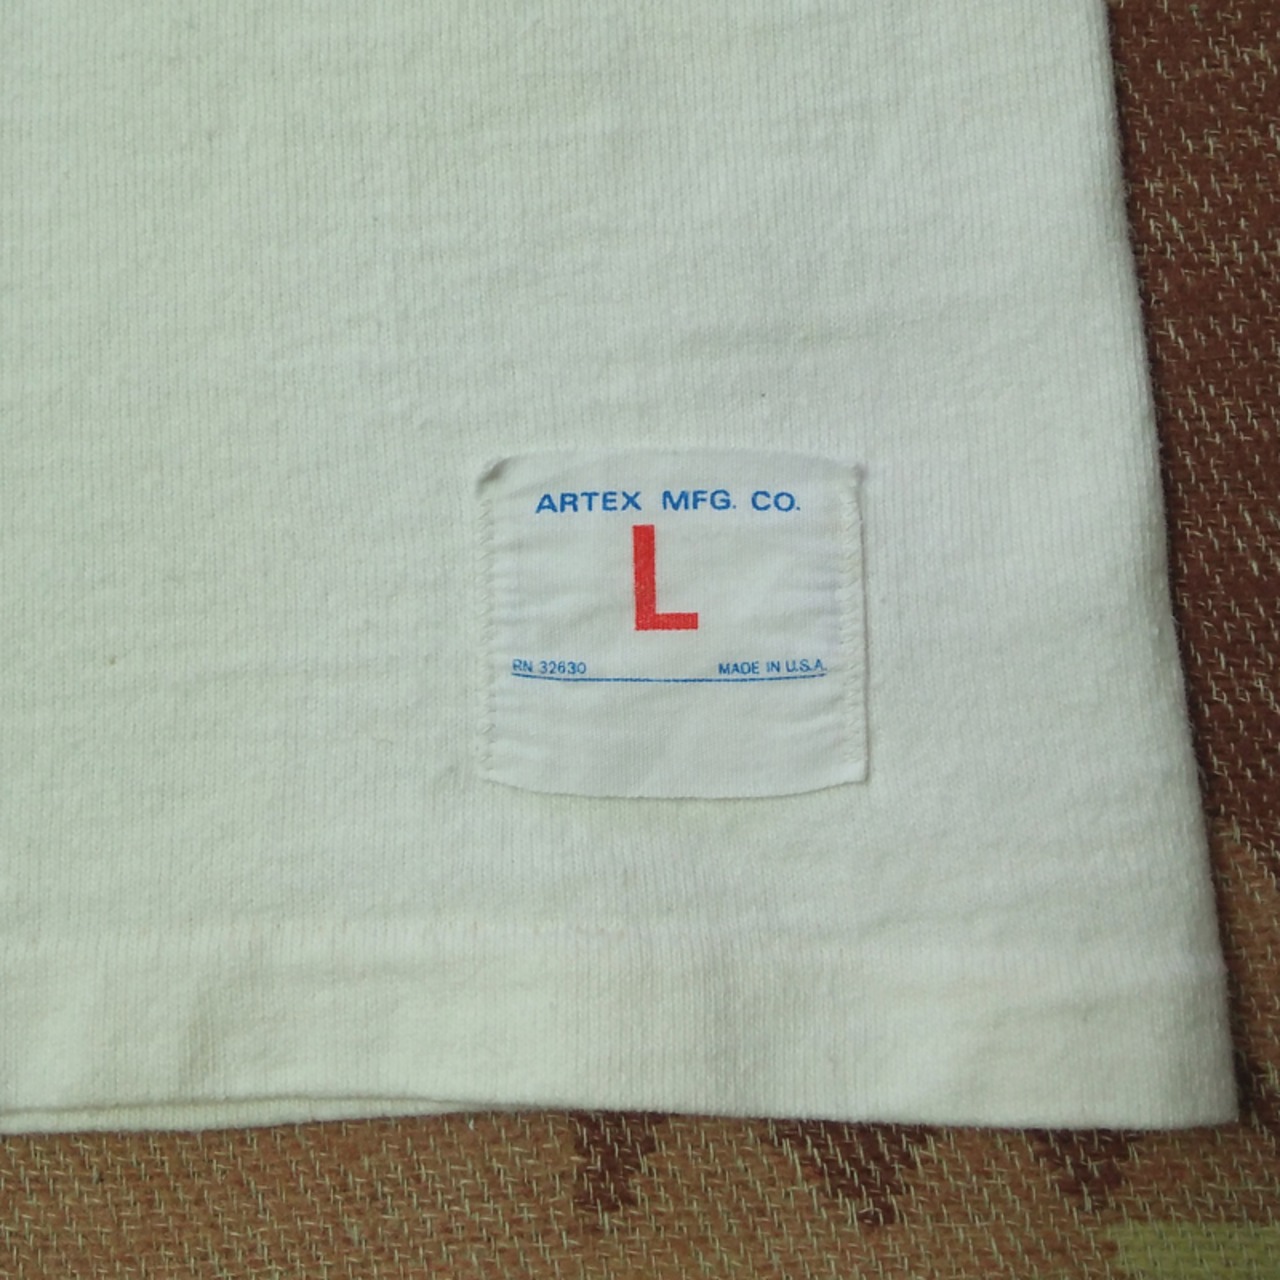 ARTEX MFG. CO.
L
RN 32630 MADE IN U.S.A.